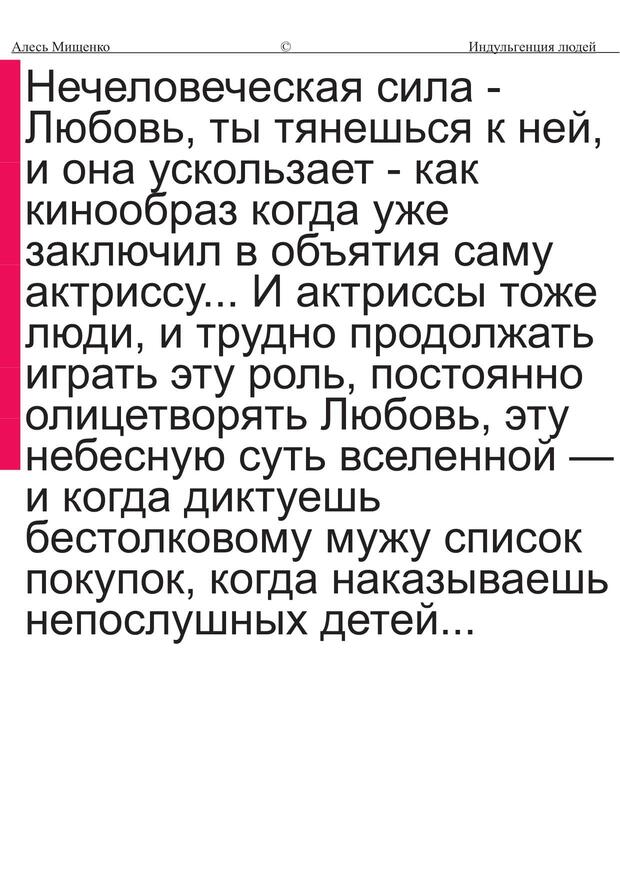 Алесь Мищенко © Индульгенция людей
Нечеловеческая сила -
Любовь, ты тянешься к ней,
и она ускользает - как
кинообраз когда уже
заключил в объятия саму
актриссу... И актриссы тоже
люди, и трудно продолжать
играть эту роль, постоянно
олицетворять Любовь, эту
небесную суть вселенной —
и когда диктуешь
бестолковому мужу список
покупок, когда наказываешь
непослушных детей...